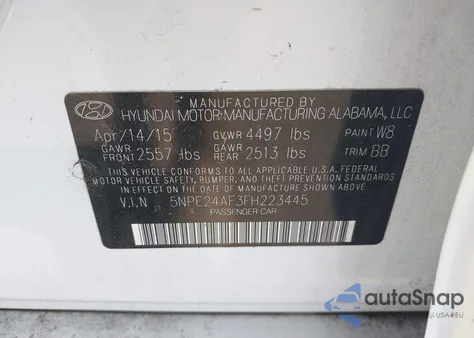 MANUFACTURED BY
HYUNDAI MOTOR MANUFACTURING ALABAMA, LLC
Apr/14/15 GVWR 4497 lbs PAINT W8
GAWR FRONT 2557 lbs GAWR REAR 2513 lbs TRIM BB
THIS VEHICLE CONFORMS TO ALL APPLICABLE U.S.A. FEDERAL
MOTOR VEHICLE SAFETY, BUMPER, AND THEFT PREVENTION STANDARDS
IN EFFECT ON THE DATE OF MANUFACTURE SHOWN ABOVE.
V.I.N 5NPE24AF3FH223445
PASSENGER CAR
autoSnap